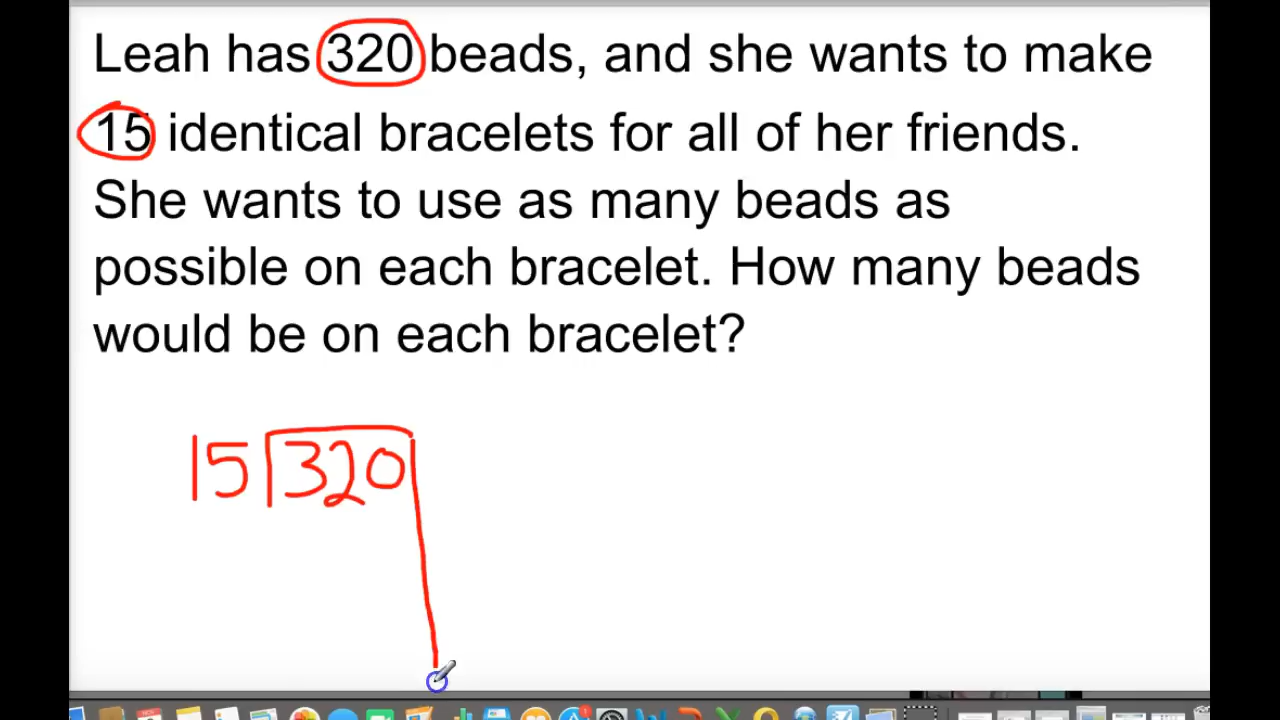 Leah has 320 beads, and she wants to make
15 identical bracelets for all of her friends.
She wants to use as many beads as
possible on each bracelet. How many beads
would be on each bracelet?
15 320